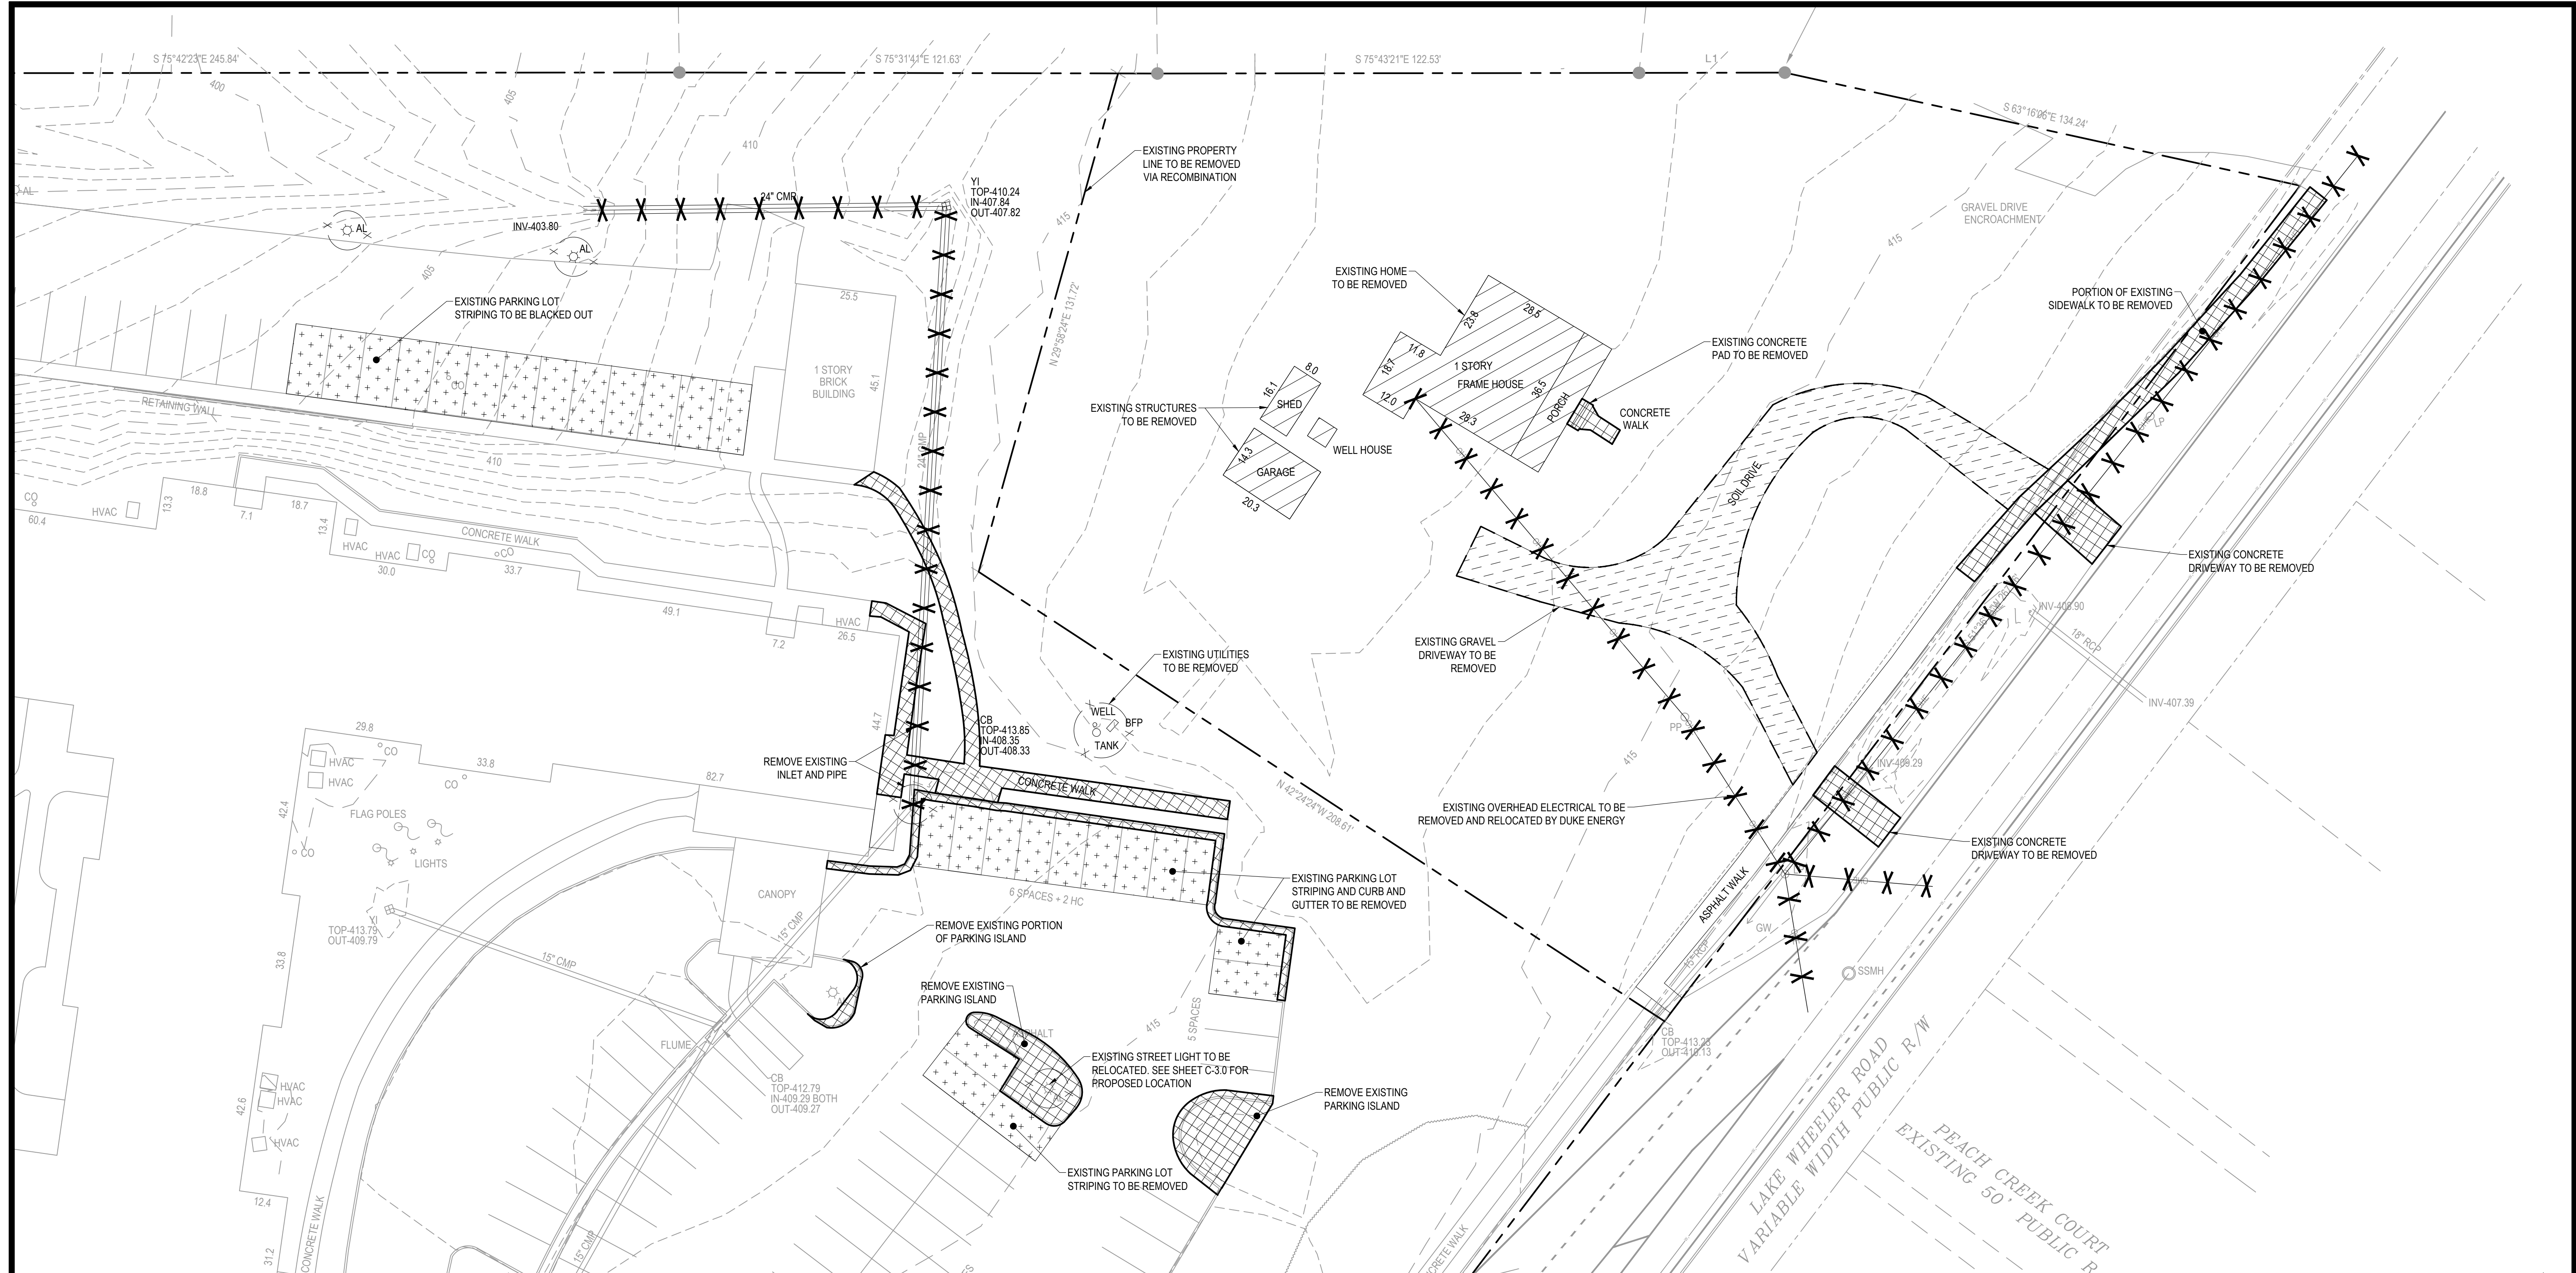 S 75°42'23"E 245.84'
S 75°31'41"E 121.63'
S 75°43'21"E 122.53'
L1
S 63°16'06"E 134.24'
400
405
410
EXISTING PROPERTY
LINE TO BE REMOVED
VIA RECOMBINATION
YI
TOP-410.24
IN-407.84
OUT-407.82
24" CMP
INV-403.80
AL
AL
AL
405
415
415
GRAVEL DRIVE
ENCROACHMENT
N 29°58'24"E 131.72'
EXISTING PARKING LOT
STRIPING TO BE BLACKED OUT
CO
25.5
45.1
1 STORY
BRICK
BUILDING
RETAINING WALL
410
24" CMP
EXISTING HOME
TO BE REMOVED
23.8
28.5
11.8
18.7
12.0
28.3
35.5
1 STORY
FRAME HOUSE
PORCH
EXISTING CONCRETE
PAD TO BE REMOVED
CONCRETE
WALK
PORTION OF EXISTING
SIDEWALK TO BE REMOVED
LP
EXISTING STRUCTURES
TO BE REMOVED
16.1
8.0
SHED
WELL HOUSE
14.3
GARAGE
20.3
SOIL DRIVE
EXISTING CONCRETE
DRIVEWAY TO BE REMOVED
CO
60.4
HVAC
13.3
18.8
7.1
18.7
13.4
HVAC
HVAC
CO
30.0
CO
33.7
CONCRETE WALK
49.1
7.2
HVAC
26.5
44.7
EXISTING GRAVEL
DRIVEWAY TO BE
REMOVED
INV-408.90
18" RCP
INV-407.39
EXISTING UTILITIES
TO BE REMOVED
WELL
BFP
TANK
CB
TOP-413.85
IN-408.35
OUT-408.33
REMOVE EXISTING
INLET AND PIPE
CONCRETE WALK
PP
415
INV-409.29
N 42°24'24"W 208.61'
EXISTING OVERHEAD ELECTRICAL TO BE
REMOVED AND RELOCATED BY DUKE ENERGY
EXISTING CONCRETE
DRIVEWAY TO BE REMOVED
29.8
CO
HVAC
HVAC
33.8
CO
82.7
42.4
FLAG POLES
LIGHTS
CO
CANOPY
6 SPACES + 2 HC
EXISTING PARKING LOT
STRIPING AND CURB AND
GUTTER TO BE REMOVED
ASPHALT WALK
15" RCP
GW
SSMH
YI
TOP-413.79
OUT-409.79
33.8
15" CMP
15" CMP
REMOVE EXISTING PORTION
OF PARKING ISLAND
REMOVE EXISTING
PARKING ISLAND
ASPHALT
415
5 SPACES
EXISTING STREET LIGHT TO BE
RELOCATED. SEE SHEET C-3.0 FOR
PROPOSED LOCATION
CB
TOP-413.23
OUT-410.13
FLUME
CB
TOP-412.79
IN-409.29 BOTH
OUT-409.27
HVAC
HVAC
42.6
HVAC
REMOVE EXISTING
PARKING ISLAND
EXISTING PARKING LOT
STRIPING TO BE REMOVED
12.4
31.2
CONCRETE WALK
15" CMP
LAKE WHEELER ROAD
VARIABLE WIDTH PUBLIC R/W
PEACH CREEK COURT
EXISTING 50' PUBLIC R